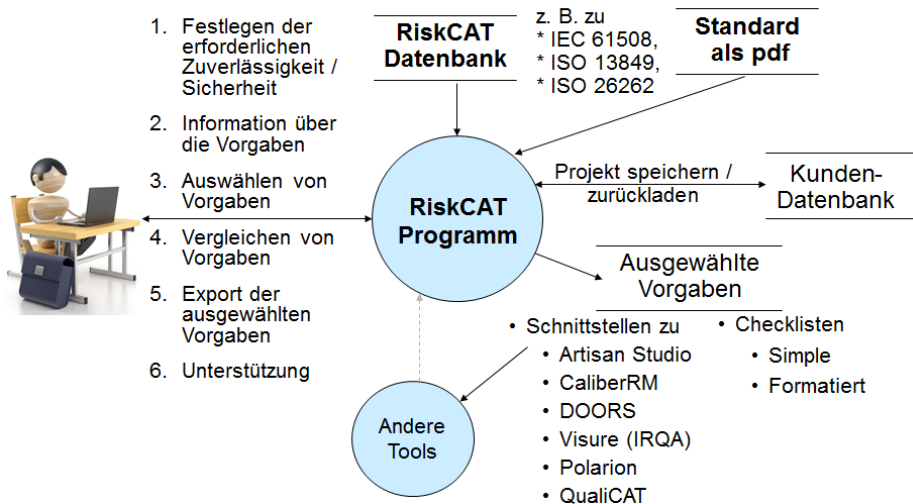 1. Festlegen der
erforderlichen
Zuverlässigkeit /
Sicherheit
2. Information über
die Vorgaben
3. Auswählen von
Vorgaben
4. Vergleichen von
Vorgaben
5. Export der
ausgewählten
Vorgaben
6. Unterstützung
RiskCAT
Datenbank
z. B. zu
* IEC 61508,
* ISO 13849,
* ISO 26262
Standard
als pdf
RiskCAT
Programm
Projekt speichern /
zurückladen
Kunden-
Datenbank
Ausgewählte
Vorgaben
• Schnittstellen zu
• Artisan Studio
• CaliberRM
• DOORS
• Visure (IRQA)
• Polarion
• QualiCAT
• Checklisten
• Simple
• Formatiert
Andere
Tools